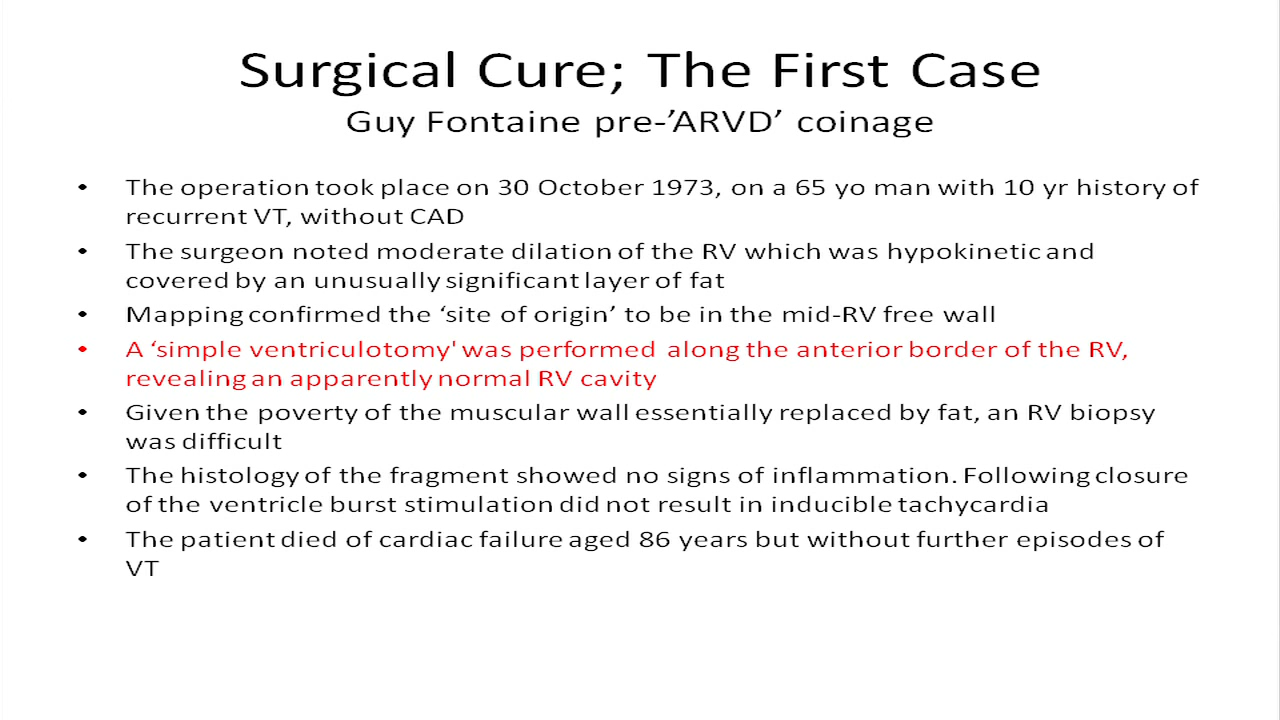 Surgical Cure; The First Case
Guy Fontaine pre-’ARVD’ coinage
• The operation took place on 30 October 1973, on a 65 yo man with 10 yr history of
recurrent VT, without CAD
• The surgeon noted moderate dilation of the RV which was hypokinetic and
covered by an unusually significant layer of fat
• Mapping confirmed the ‘site of origin’ to be in the mid-RV free wall
• A ‘simple ventriculotomy' was performed along the anterior border of the RV,
revealing an apparently normal RV cavity
• Given the poverty of the muscular wall essentially replaced by fat, an RV biopsy
was difficult
• The histology of the fragment showed no signs of inflammation. Following closure
of the ventricle burst stimulation did not result in inducible tachycardia
• The patient died of cardiac failure aged 86 years but without further episodes of
VT